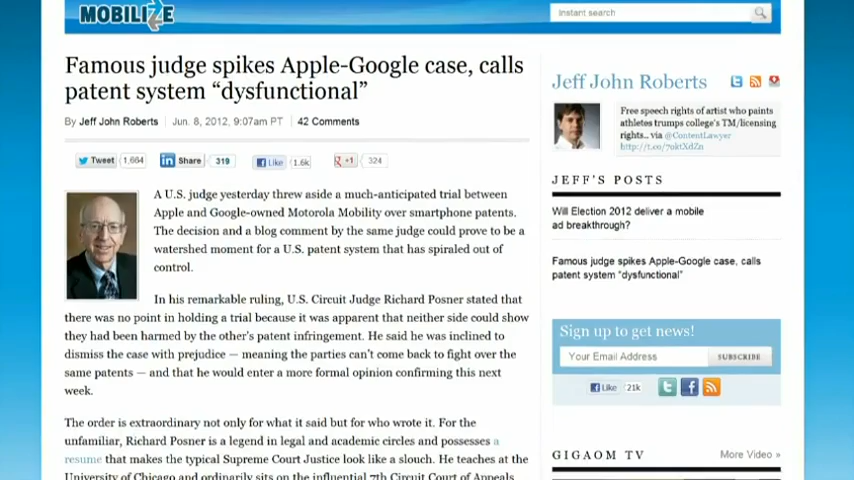 MOBILIZE
Instant search
Famous judge spikes Apple-Google case, calls
patent system “dysfunctional”
By Jeff John Roberts | Jun. 8, 2012, 9:07am PT | 42 Comments
Tweet 1,664 Share 319 Like 1.6k +1 324
A U.S. judge yesterday threw aside a much-anticipated trial between
Apple and Google-owned Motorola Mobility over smartphone patents.
The decision and a blog comment by the same judge could prove to be a
watershed moment for a U.S. patent system that has spiraled out of
control.
In his remarkable ruling, U.S. Circuit Judge Richard Posner stated that
there was no point in holding a trial because it was apparent that neither side could show
they had been harmed by the other’s patent infringement. He said he was inclined to
dismiss the case with prejudice — meaning the parties can’t come back to fight over the
same patents — and that he would enter a more formal opinion confirming this next
week.
The order is extraordinary not only for what it said but for who wrote it. For the
unfamiliar, Richard Posner is a legend in legal and academic circles and possesses a
resume that makes the typical Supreme Court Justice look like a slouch. He teaches at the
University of Chicago and ordinarily sits on the influential 7th Circuit Court of Appeals
Jeff John Roberts
Free speech rights of artist who paints
athletes trumps college's TM/licensing
rights.. via @ContentLawyer
JEFF'S POSTS
Will Election 2012 deliver a mobile
ad breakthrough?
Famous judge spikes Apple-Google case, calls
patent system “dysfunctional”
Sign up to get news!
Your Email Address SUBSCRIBE
Like 21k
GIGAOM TV More Video »